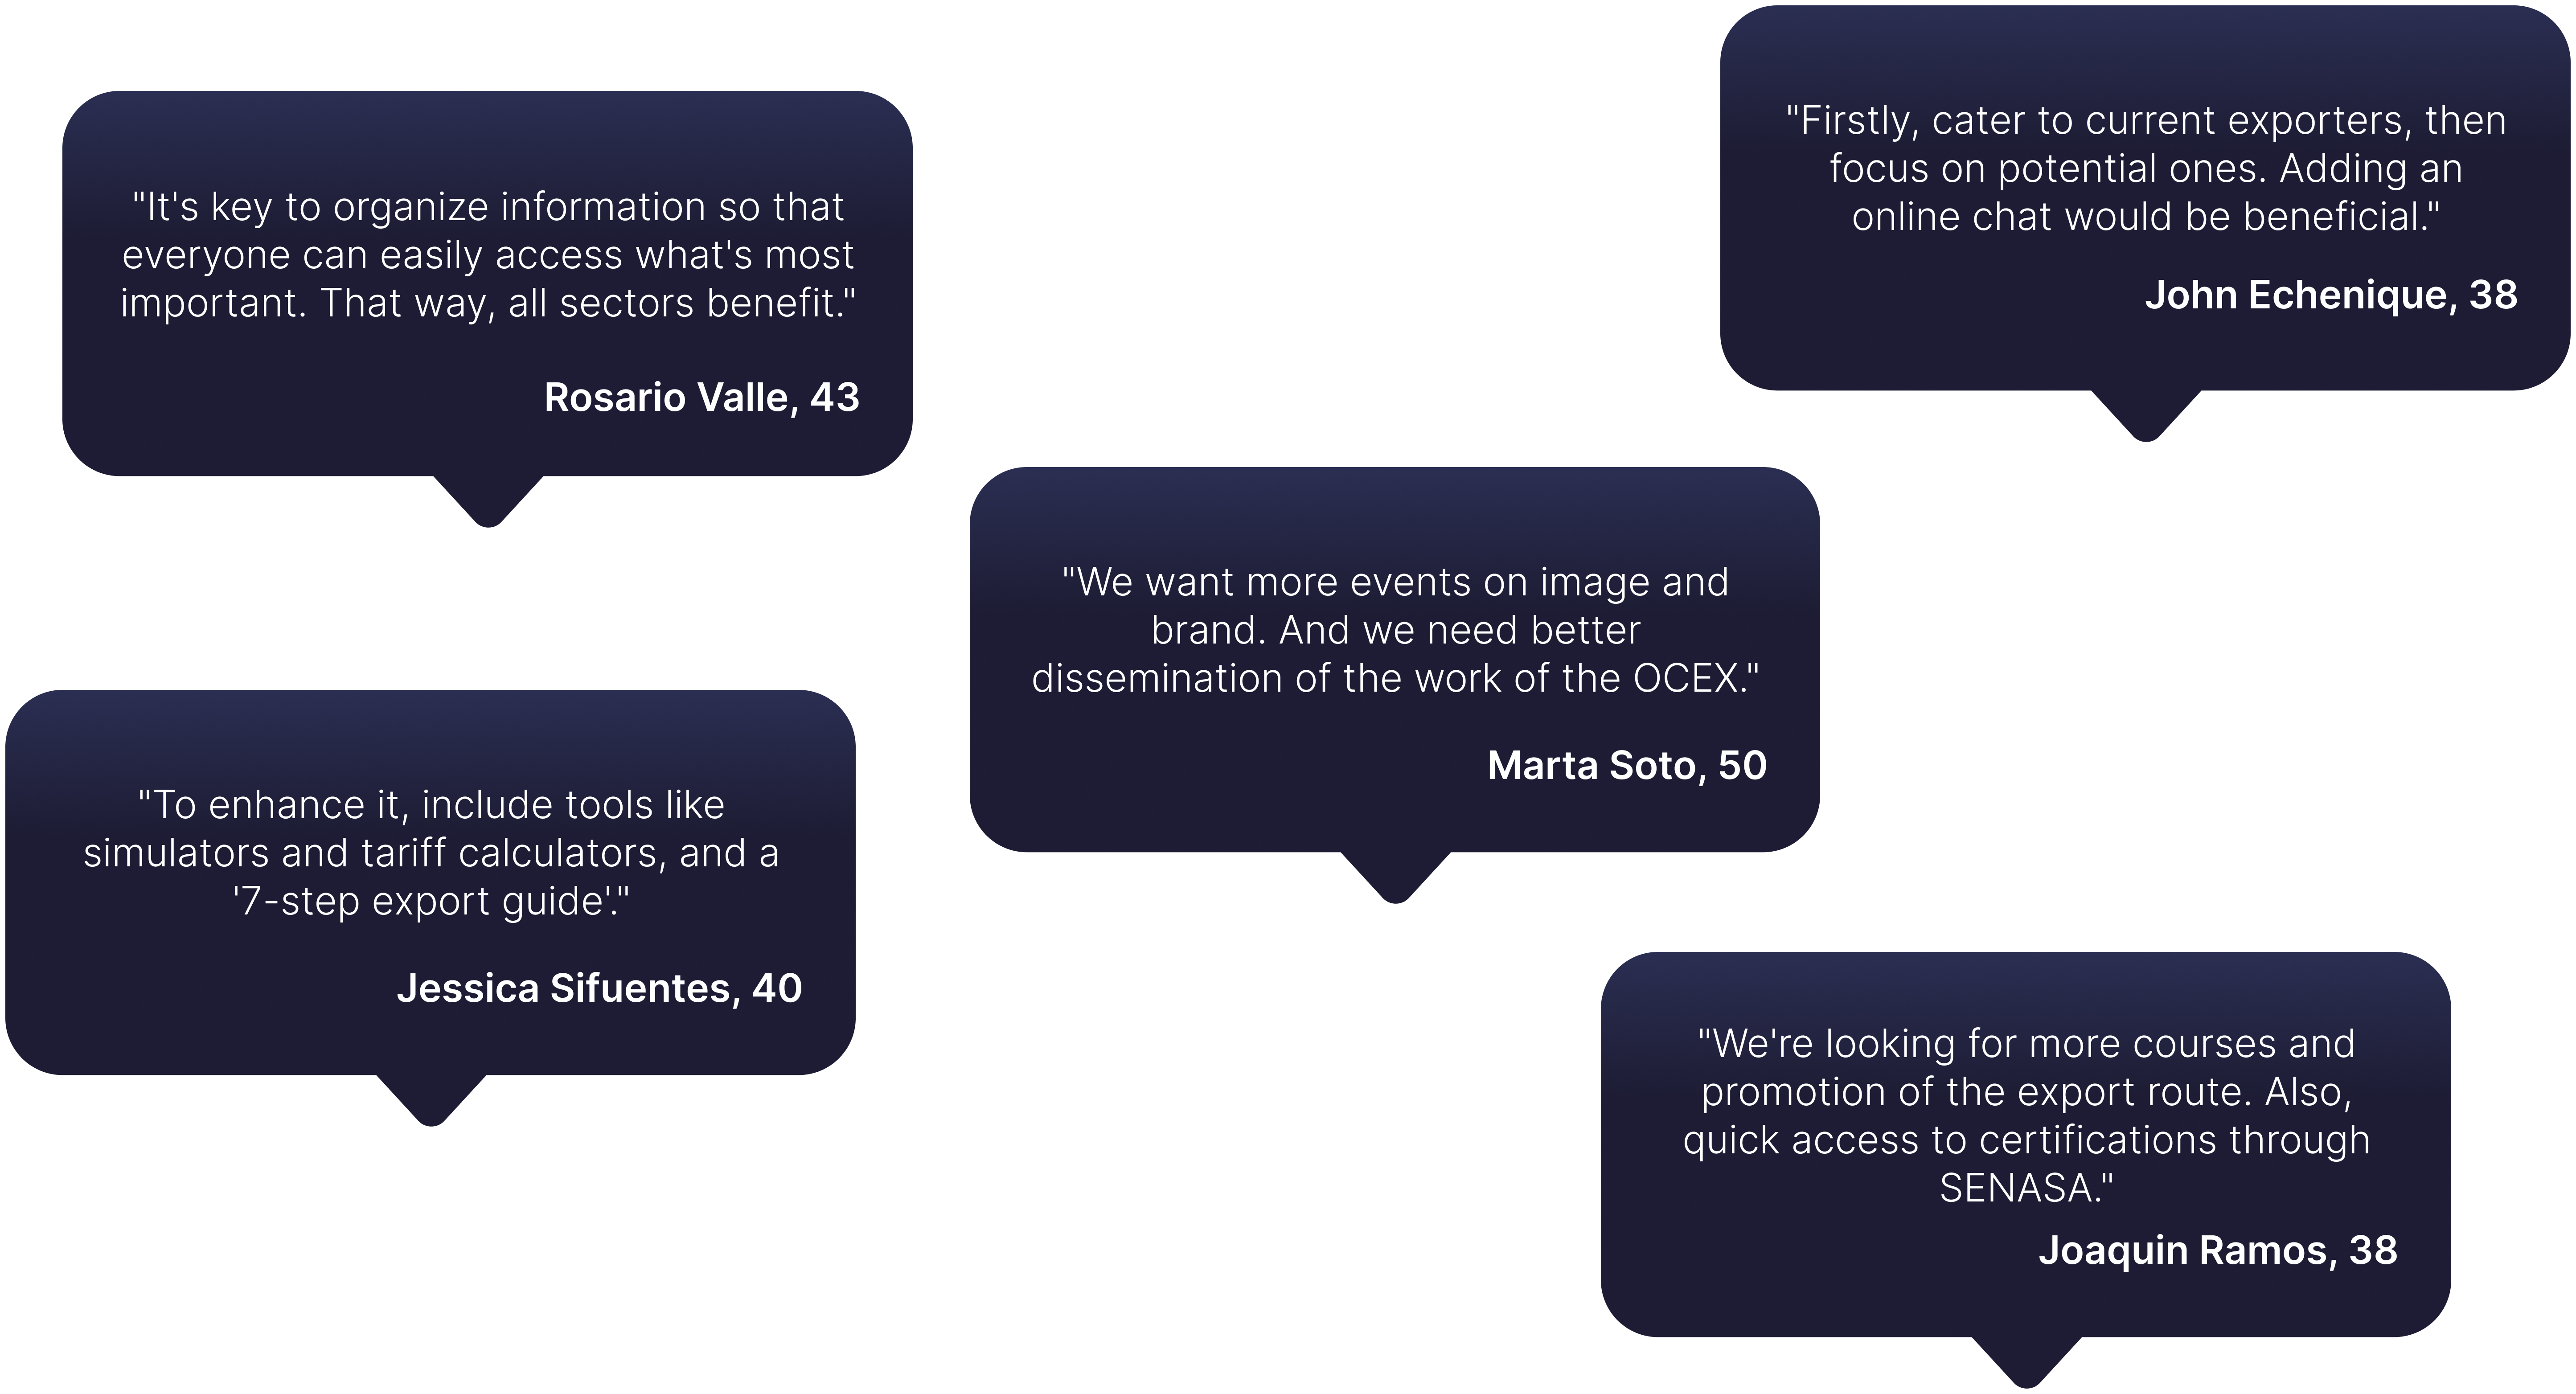 "It's key to organize information so that
everyone can easily access what's most
important. That way, all sectors benefit."
Rosario Valle, 43
"Firstly, cater to current exporters, then
focus on potential ones. Adding an
online chat would be beneficial."
John Echenique, 38
"We want more events on image and
brand. And we need better
dissemination of the work of the OCEX."
Marta Soto, 50
"To enhance it, include tools like
simulators and tariff calculators, and a
'7-step export guide'."
Jessica Sifuentes, 40
"We're looking for more courses and
promotion of the export route. Also,
quick access to certifications through
SENASA."
Joaquin Ramos, 38